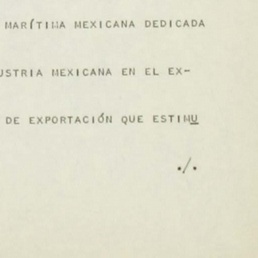 MARÍTIMA MEXICANA DEDICADA
USTRIA MEXICANA EN EL EX-
DE EXPORTACIÓN QUE ESTIMU
./.